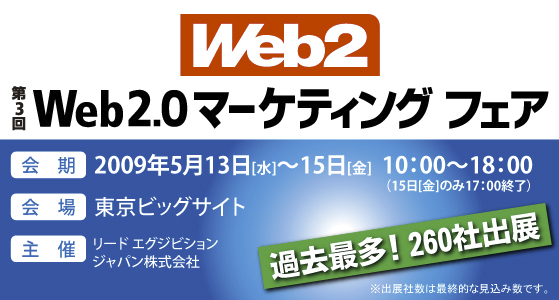 Web2
第3回 Web2.0 マーケティング フェア
会 期 2009年5月13日[水]～15日[金] 10：00～18：00
（15日[金]のみ17：00終了）
会 場 東京ビッグサイト
主 催 リード エグジビション
ジャパン株式会社
過去最多！260社出展
※出展社数は最終的な見込み数です。